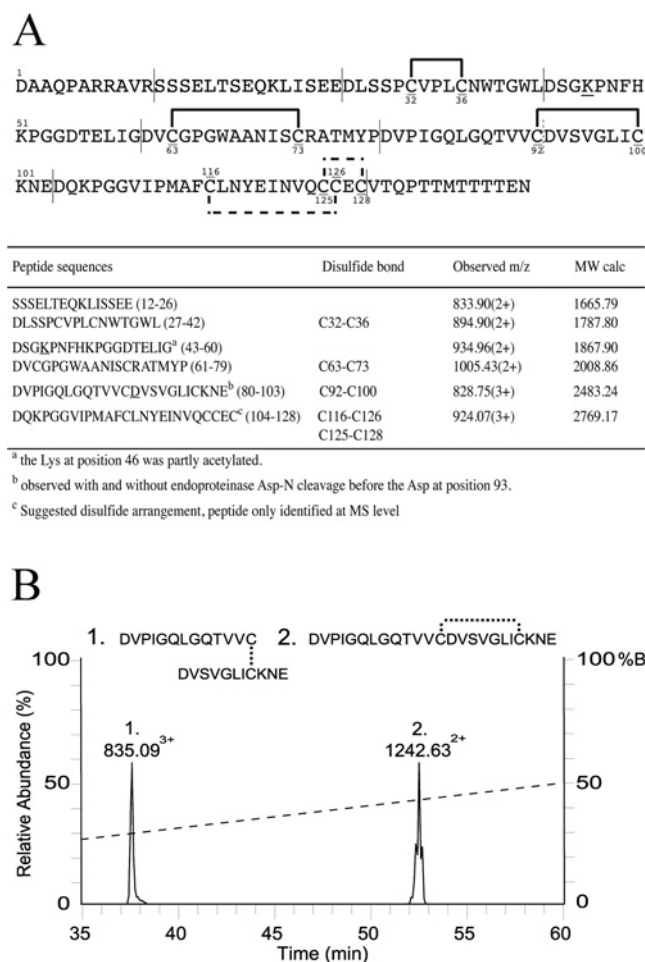 A
1
DAAQPARRAVRSSSSELTSEQKLISEEDLSSPCVPLCNWTGWLDSGKPNFH
32 36
51
KPGGDTELIGDVCGPGWAANISCRATMYPDVPIGQLGQTVVCDVSVGLIC
63 73 92 100
101 116 126
KNEDQKPGGVIPMAFCLNYEINVQCCECVTQPTTMTTTTEN
125 128
Peptide sequences Disulfide bond Observed m/z MW calc
SSSELTEQKLISSEE (12-26) 833.90(2+) 1665.79
DLSSPCVPLCNWTGWL (27-42) C32-C36 894.90(2+) 1787.80
DSGKPNFHKPGGDTELIGa (43-60) 934.96(2+) 1867.90
DVCGPGWAANISCRATMYP (61-79) C63-C73 1005.43(2+) 2008.86
DVPIGQLGQTVVCDVSVGLICKNEb (80-103) C92-C100 828.75(3+) 2483.24
DQKPGGVIPMAFCLNYEINVQCCECc (104-128) C116-C126 924.07(3+) 2769.17
C125-C128
a the Lys at position 46 was partly acetylated.
b observed with and without endoproteinase Asp-N cleavage before the Asp at position 93.
c Suggested disulfide arrangement, peptide only identified at MS level
B
1. DVPIGQLGQTVVC 2. DVPIGQLGQTVVCDVSVGLICKNE
DVSVGLICKNE
100 100 %B
1. 2.
835.093+ 1242.632+
50 50
Relative Abundance (%)
0 0
35 40 45 50 55 60
Time (min)